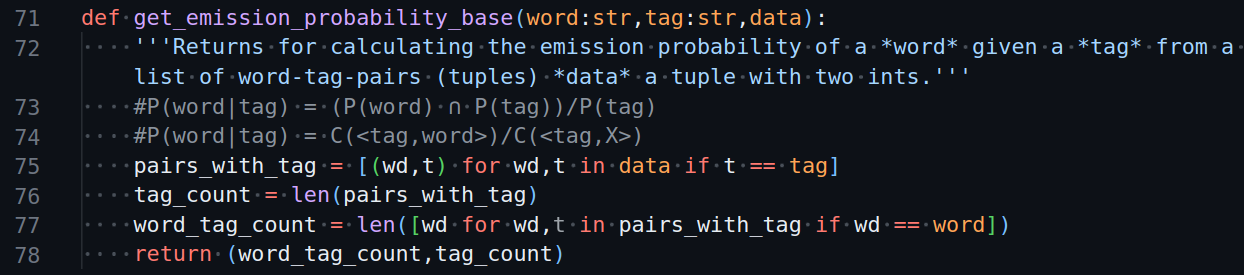 71 def get_emission_probability_base(word:str,tag:str,data):
72 ····'''Returns·for·calculating·the·emission·probability·of·a·*word*·given·a·*tag*·from·a·
list·of·word-tag-pairs·(tuples)·*data*·a·tuple·with·two·ints.'''
73 ····#P(word|tag)·=·(P(word)·∩·P(tag))/P(tag)
74 ····#P(word|tag)·=·C(<tag,word>)/C(<tag,X>)
75 ····pairs_with_tag·=·[(wd,t)·for·wd,t·in·data·if·t·==·tag]
76 ····tag_count·=·len(pairs_with_tag)
77 ····word_tag_count·=·len([wd·for·wd,t·in·pairs_with_tag·if·wd·==·word])
78 ····return·(word_tag_count,tag_count)